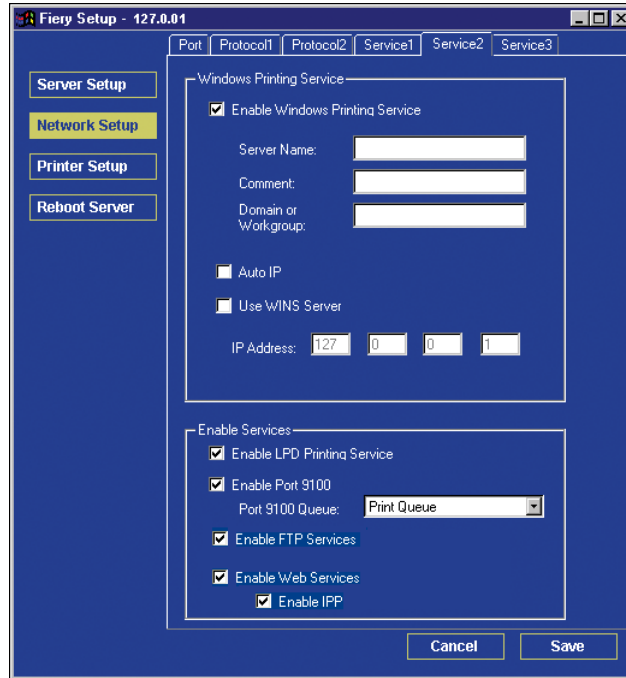 Fiery Setup - 127.0.01
Port Protocol1 Protocol2 Service1 Service2 Service3
Server Setup
Network Setup
Printer Setup
Reboot Server
Windows Printing Service
Enable Windows Printing Service
Server Name:
Comment:
Domain or
Workgroup:
Auto IP
Use WINS Server
IP Address: 127 0 0 1
Enable Services
Enable LPD Printing Service
Enable Port 9100
Port 9100 Queue: Print Queue
Enable FTP Services
Enable Web Services
Enable IPP
Cancel Save